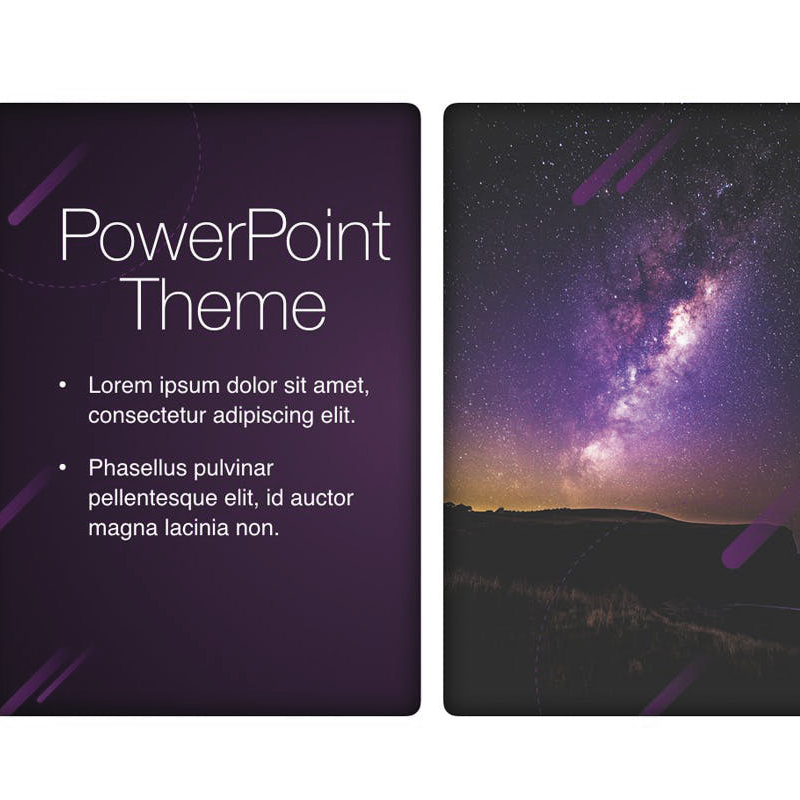 PowerPoint
Theme
• Lorem ipsum dolor sit amet,
consectetur adipiscing elit.
• Phasellus pulvinar
pellentesque elit, id auctor
magna lacinia non.